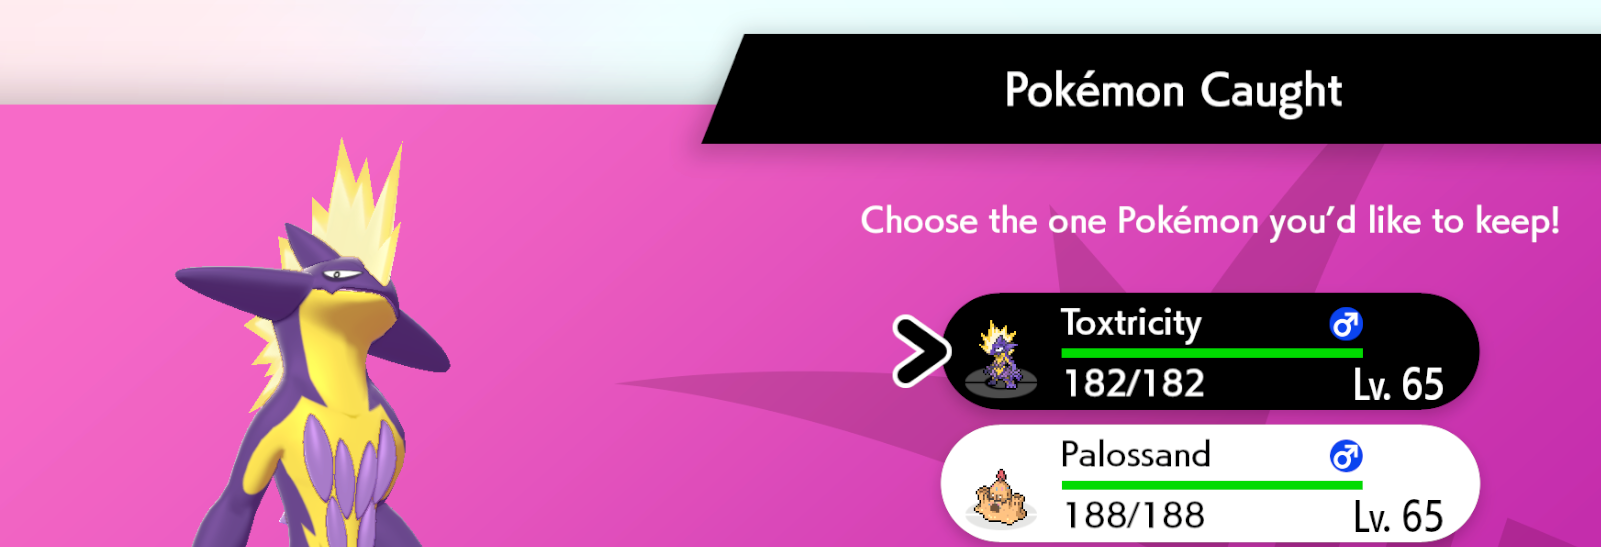 Pokémon Caught
Choose the one Pokémon you'd like to keep!
Toxtricity ♂
182/182 Lv. 65
Palossand ♂
188/188 Lv. 65